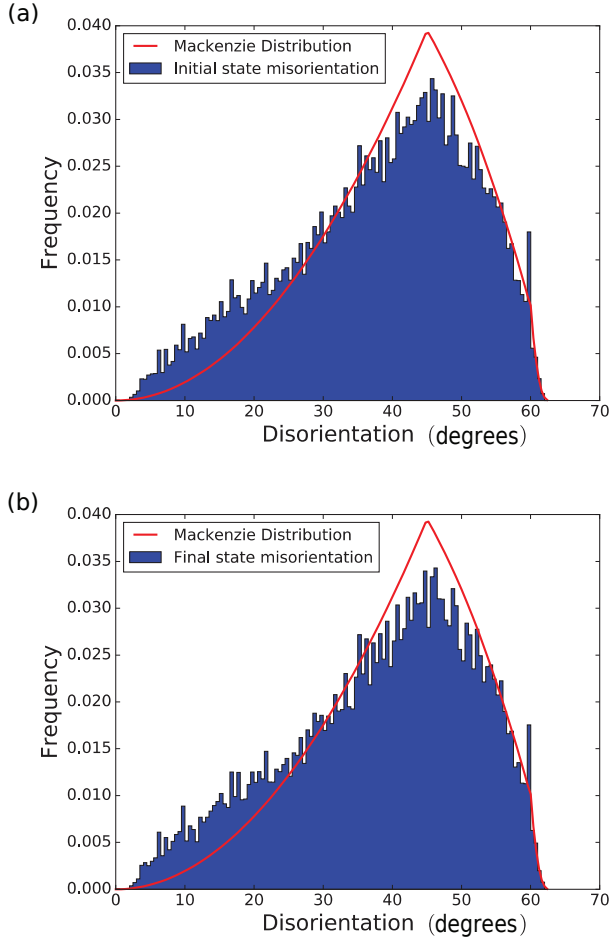 (a)
0.040
0.035
0.030
0.025
0.020
0.015
0.010
0.005
0.000
Frequency
Mackenzie Distribution
Initial state misorientation
0 10 20 30 40 50 60 70
Disorientation (degrees)
(b)
0.040
0.035
0.030
0.025
0.020
0.015
0.010
0.005
0.000
Frequency
Mackenzie Distribution
Final state misorientation
0 10 20 30 40 50 60 70
Disorientation (degrees)